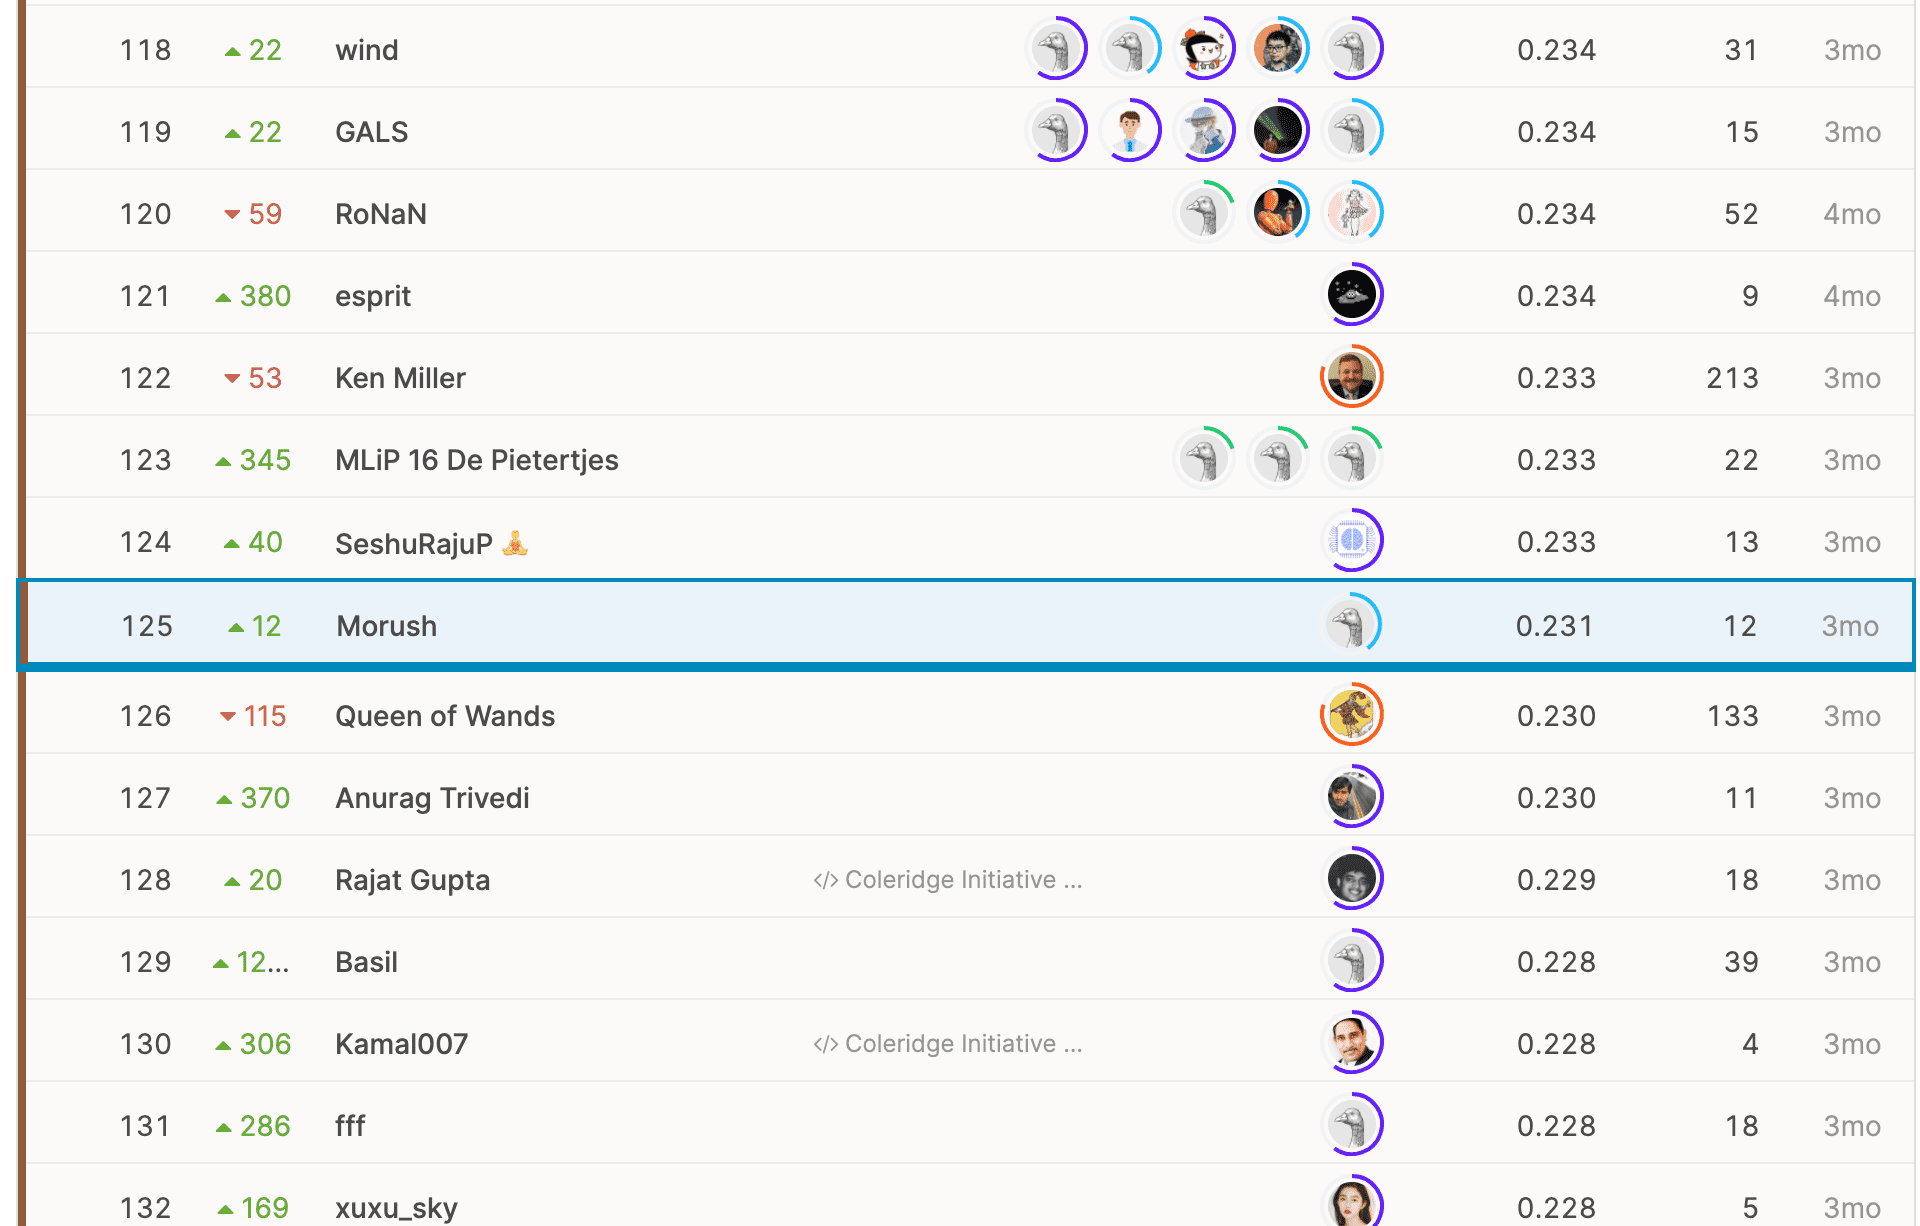 118 ▲ 22 wind 0.234 31 3mo
119 ▲ 22 GALS 0.234 15 3mo
120 ▼ 59 RoNaN 0.234 52 4mo
121 ▲ 380 esprit 0.234 9 4mo
122 ▼ 53 Ken Miller 0.233 213 3mo
123 ▲ 345 MLiP 16 De Pietertjes 0.233 22 3mo
124 ▲ 40 SeshuRajuP 0.233 13 3mo
125 ▲ 12 Morush 0.231 12 3mo
126 ▼ 115 Queen of Wands 0.230 133 3mo
127 ▲ 370 Anurag Trivedi 0.230 11 3mo
128 ▲ 20 Rajat Gupta </> Coleridge Initiative ... 0.229 18 3mo
129 ▲ 12... Basil 0.228 39 3mo
130 ▲ 306 Kamal007 </> Coleridge Initiative ... 0.228 4 3mo
131 ▲ 286 fff 0.228 18 3mo
132 ▲ 169 xuxu_sky 0.228 5 3mo